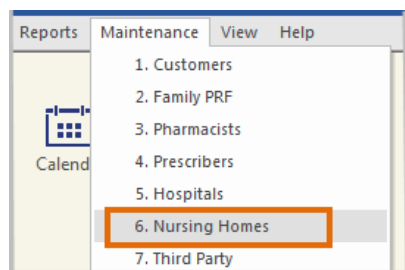 Reports Maintenance View Help
1. Customers
2. Family PRF
3. Pharmacists
Calend 4. Prescribers
5. Hospitals
6. Nursing Homes
7. Third Party